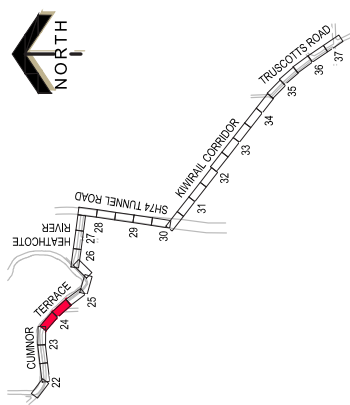 NORTH
TRUSCOTTS ROAD
37
36
35
34
KIWIRAIL CORRIDOR
33
32
31
30
SH74 TUNNEL ROAD
29
28
27
HEATHCOTE
RIVER
26
25
CUMNOR TERRACE
24
23
22